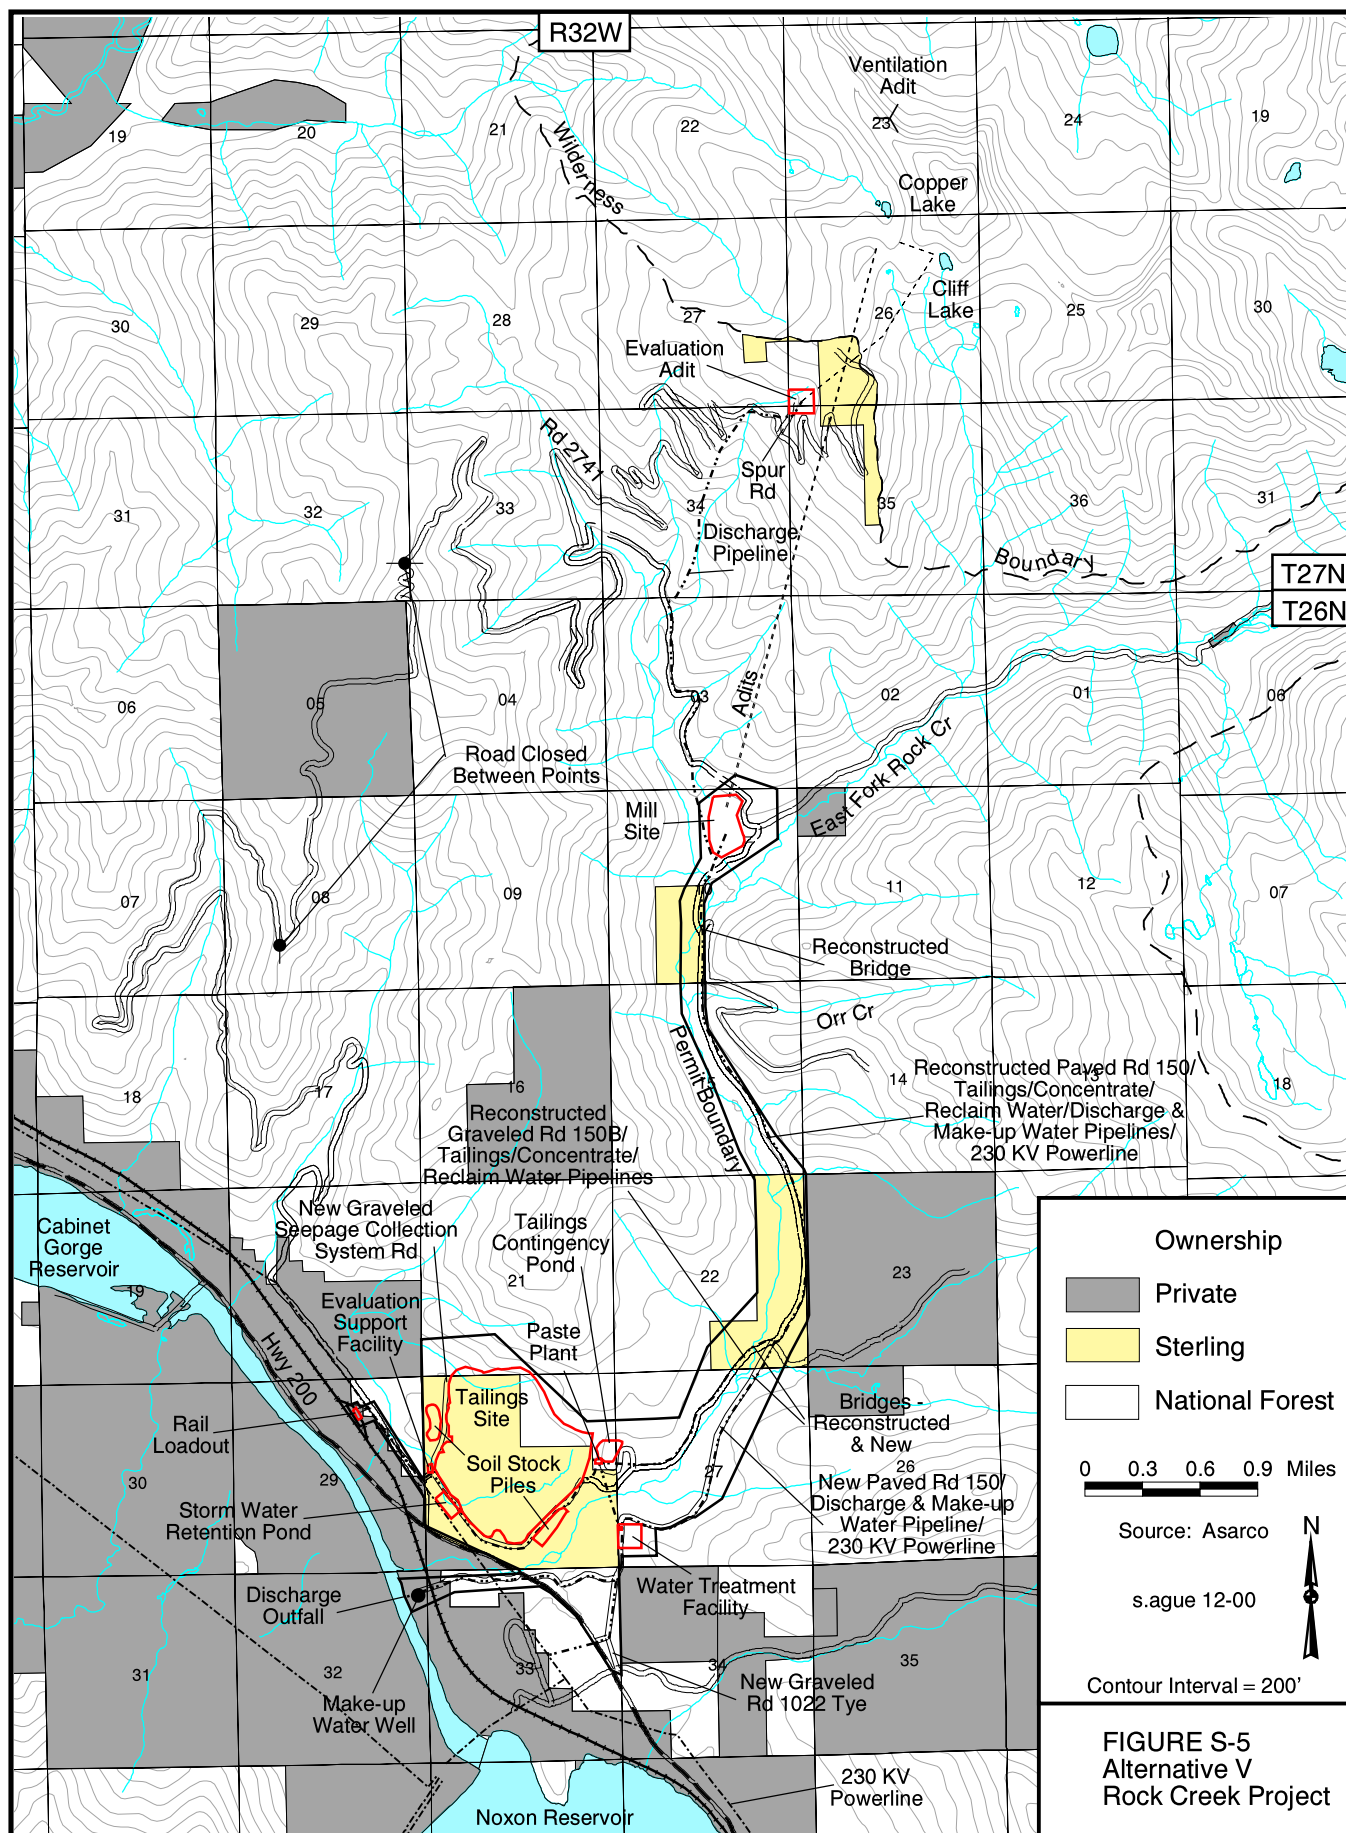 R32W
Ventilation
Adit
19
20
21
22
23
24
19
Wilderness
Copper
Lake
Cliff
Lake
30
29
28
27
26
25
30
Evaluation
Adit
Rd 2741
Spur
Rd
31
32
33
34
35
36
31
Discharge
Pipeline
Boundary
T27N
T26N
06
05
04
03
02
01
06
Adits
Road Closed
Between Points
East Fork Rock Cr
Mill
Site
07
08
09
10
11
12
07
Reconstructed
Bridge
Orr Cr
Permit Boundary
18
17
16
15
14
13
18
Reconstructed Paved Rd 150/
Tailings/Concentrate/
Reclaim Water/Discharge &
Make-up Water Pipelines/
230 KV Powerline
Reconstructed
Graveled Rd 150B/
Tailings/Concentrate/
Reclaim Water Pipelines
New Graveled
Seepage Collection
System Rd
Tailings
Contingency
Pond
Cabinet
Gorge
Reservoir
19
21
22
23
Evaluation
Support
Facility
Paste
Plant
Hwy 200
Rail
Loadout
Tailings
Site
Soil Stock
Piles
Bridges -
Reconstructed
& New
30
29
27
26
Storm Water
Retention Pond
New Paved Rd 150/
Discharge & Make-up
Water Pipeline/
230 KV Powerline
Discharge
Outfall
Water Treatment
Facility
31
32
33
34
35
Make-up
Water Well
New Graveled
Rd 1022 Tye
230 KV
Powerline
Noxon Reservoir
Ownership
Private
Sterling
National Forest
0 0.3 0.6 0.9 Miles
Source: Asarco
N
s.ague 12-00
Contour Interval = 200'
FIGURE S-5
Alternative V
Rock Creek Project